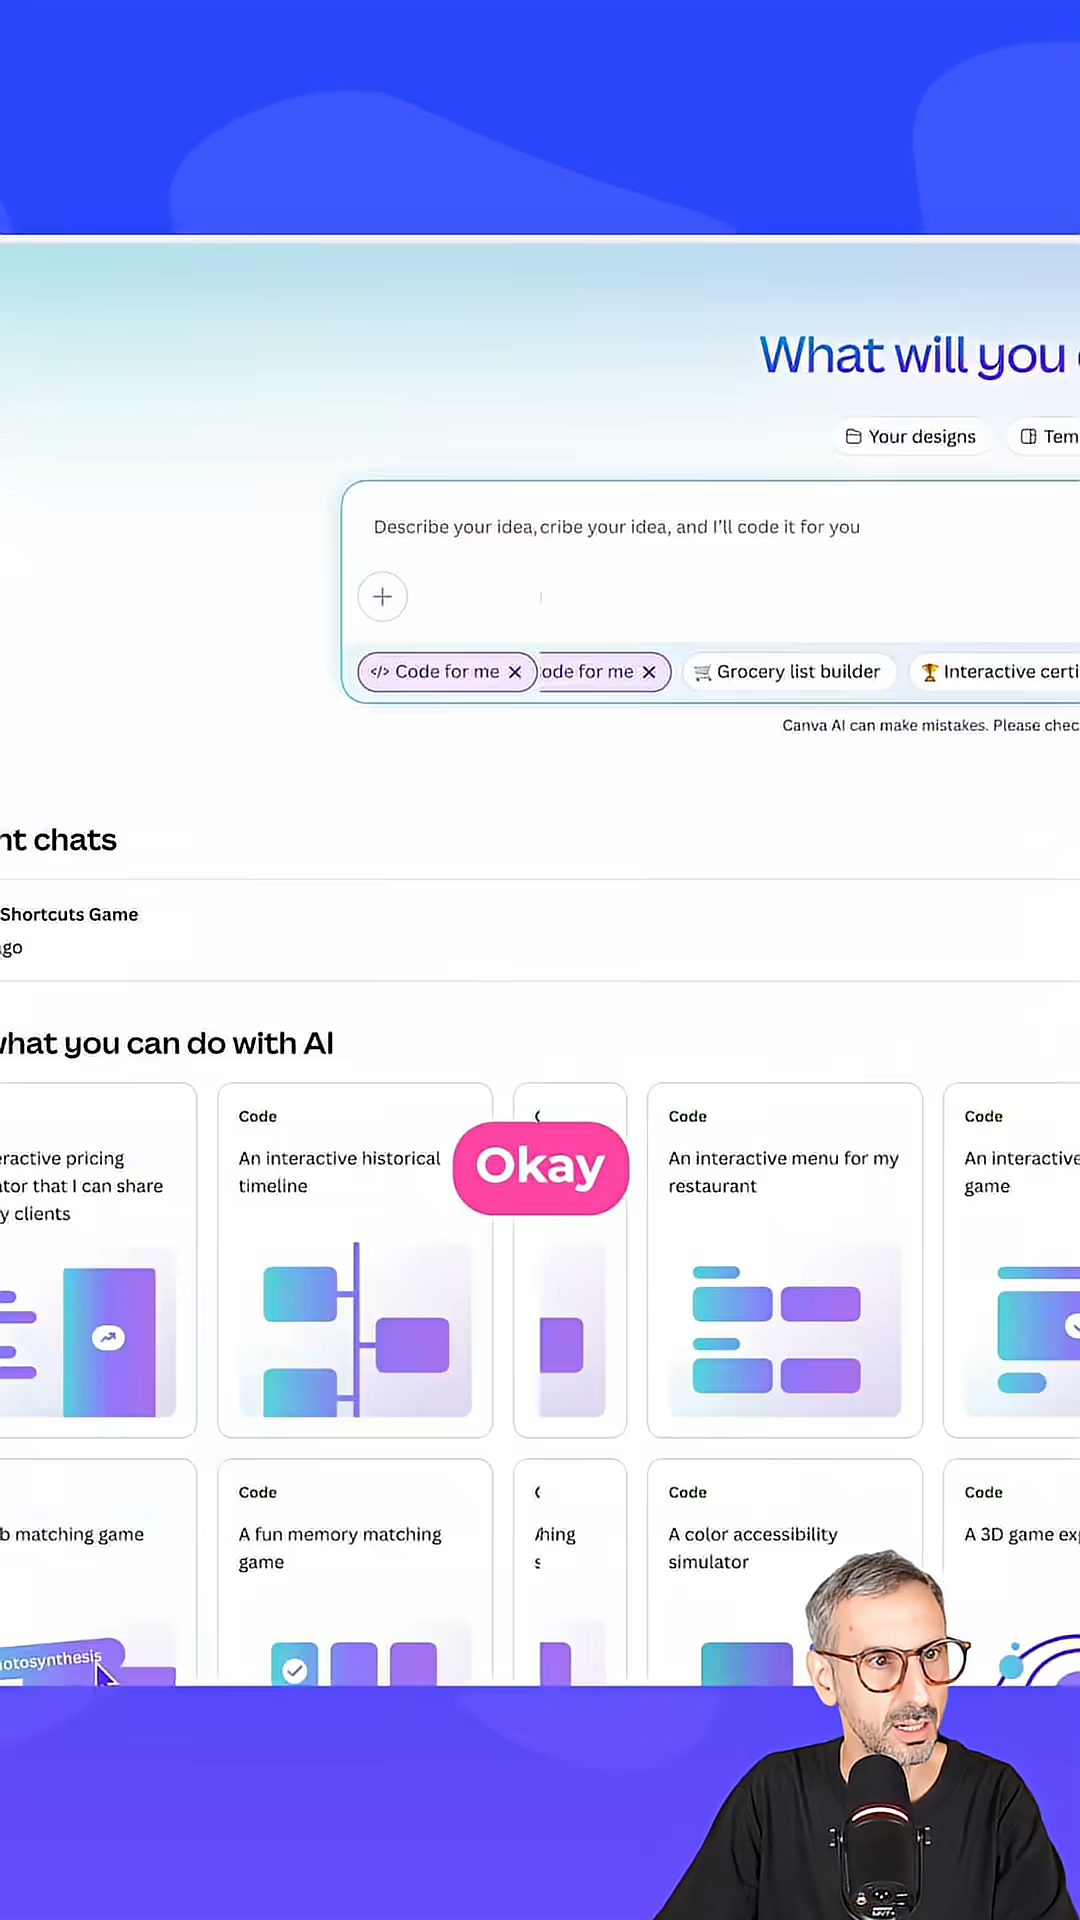 What will you
Your designs
Tem
Describe your idea, cribe your idea, and I'll code it for you
</> Code for me ×
ode for me ×
Grocery list builder
Interactive certi
Canva AI can make mistakes. Please chec
nt chats
Shortcuts Game
ago
what you can do with AI
eractive pricing
ator that I can share
y clients
Code
An interactive historical
timeline
Okay
Code
An interactive menu for my
restaurant
Code
An interactive
game
b matching game
otosynthesis
Code
A fun memory matching
game
hing
s
Code
A color accessibility
simulator
Code
A 3D game exp